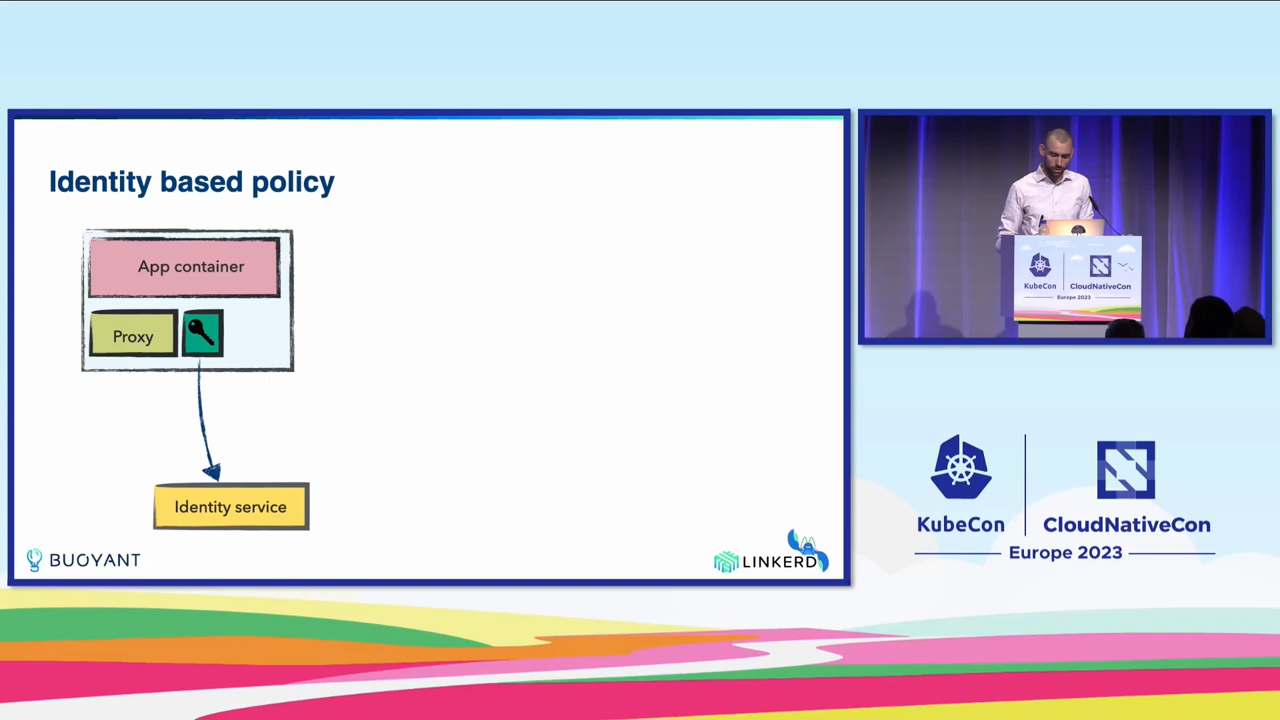 Identity based policy
App container
Proxy
Identity service
BUOYANT
LINKERD
KubeCon
CloudNativeCon
Europe 2023
KubeCon
CloudNativeCon
Europe 2023